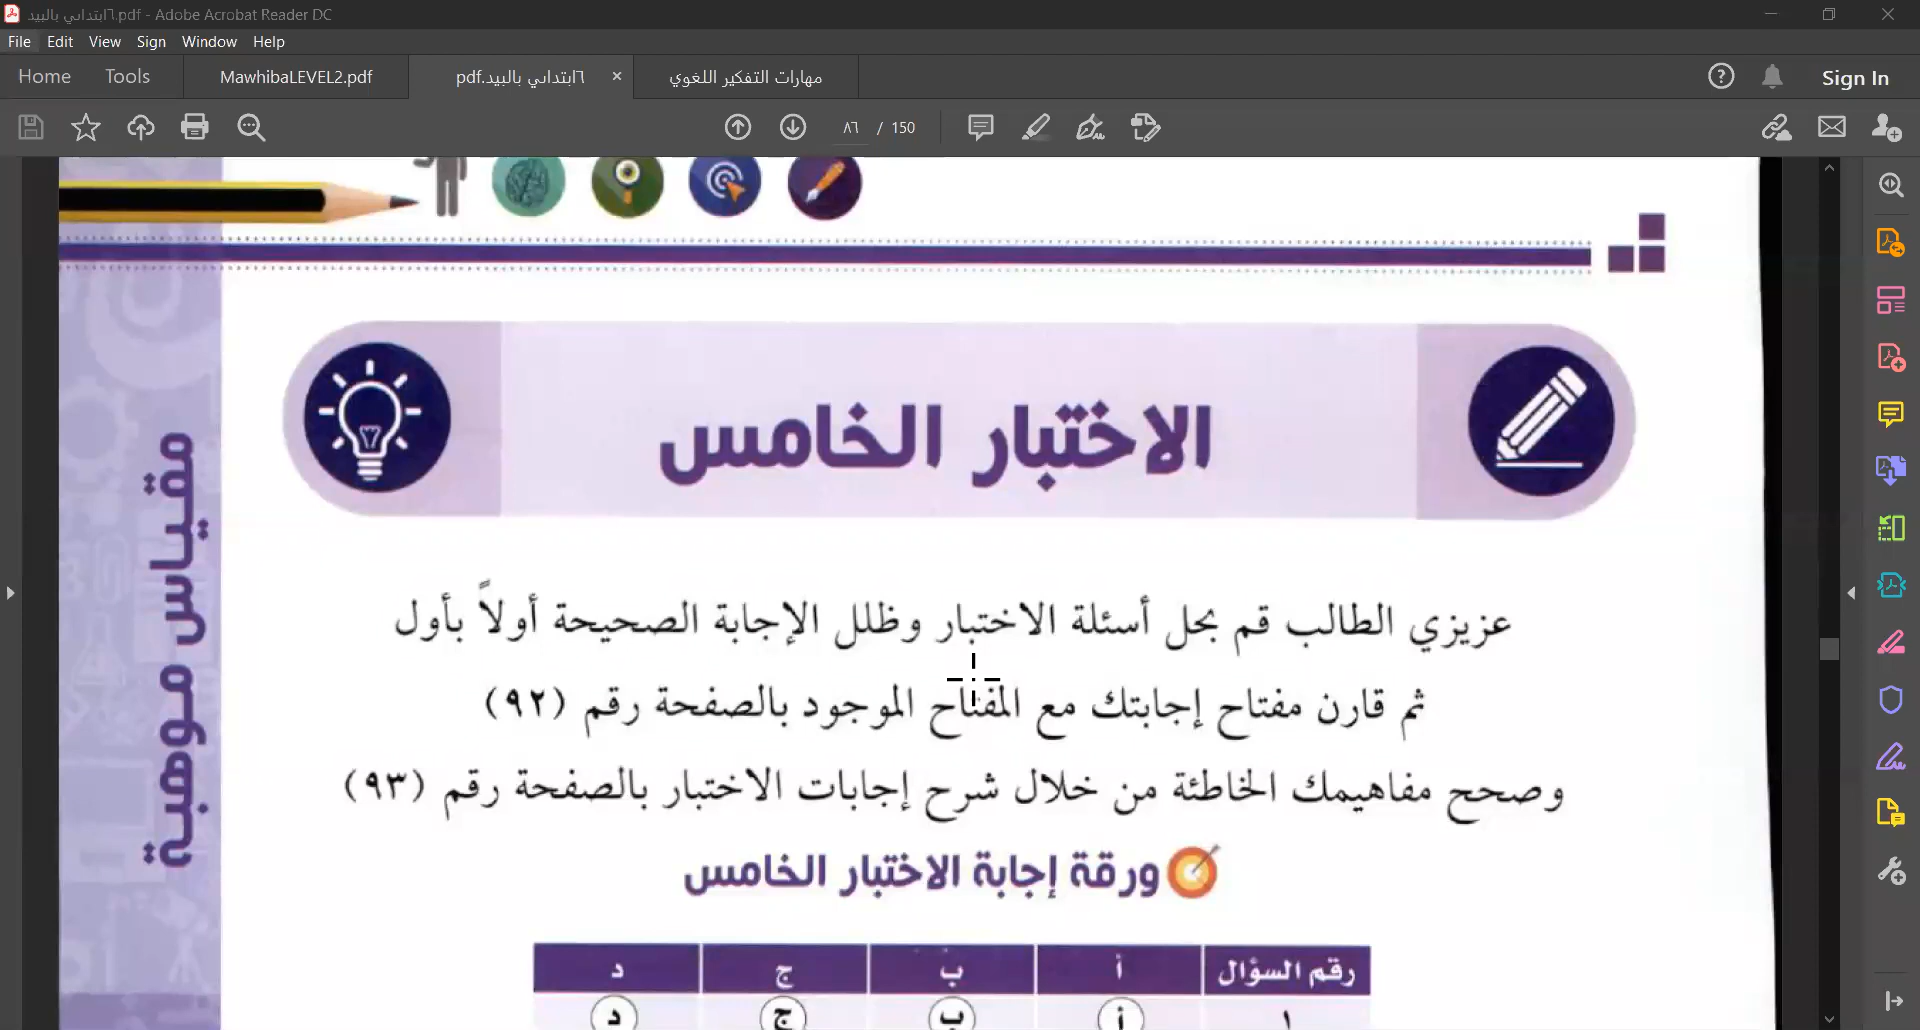 ٦ابتدائي بالبيد.pdf - Adobe Acrobat Reader DC
File Edit View Sign Window Help
Home Tools MawhibaLEVEL2.pdf ٦ابتدائي بالبيد.pdf × مهارات التفكير اللغوي Sign In
٨٦ / 150
الاختبار الخامس
مقياس موهبة
عزيزي الطالب قم بحل أسئلة الاختبار وظلل الإجابة الصحيحة أولاً بأول
ثم قارن مفتاح إجابتك مع المفتاح الموجود بالصفحة رقم (٩٢)
وصحح مفاهيمك الخاطئة من خلال شرح إجابات الاختبار بالصفحة رقم (٩٣)
ورقة إجابة الاختبار الخامس
رقم السؤال أ ب ج د
١ أ ب ج د